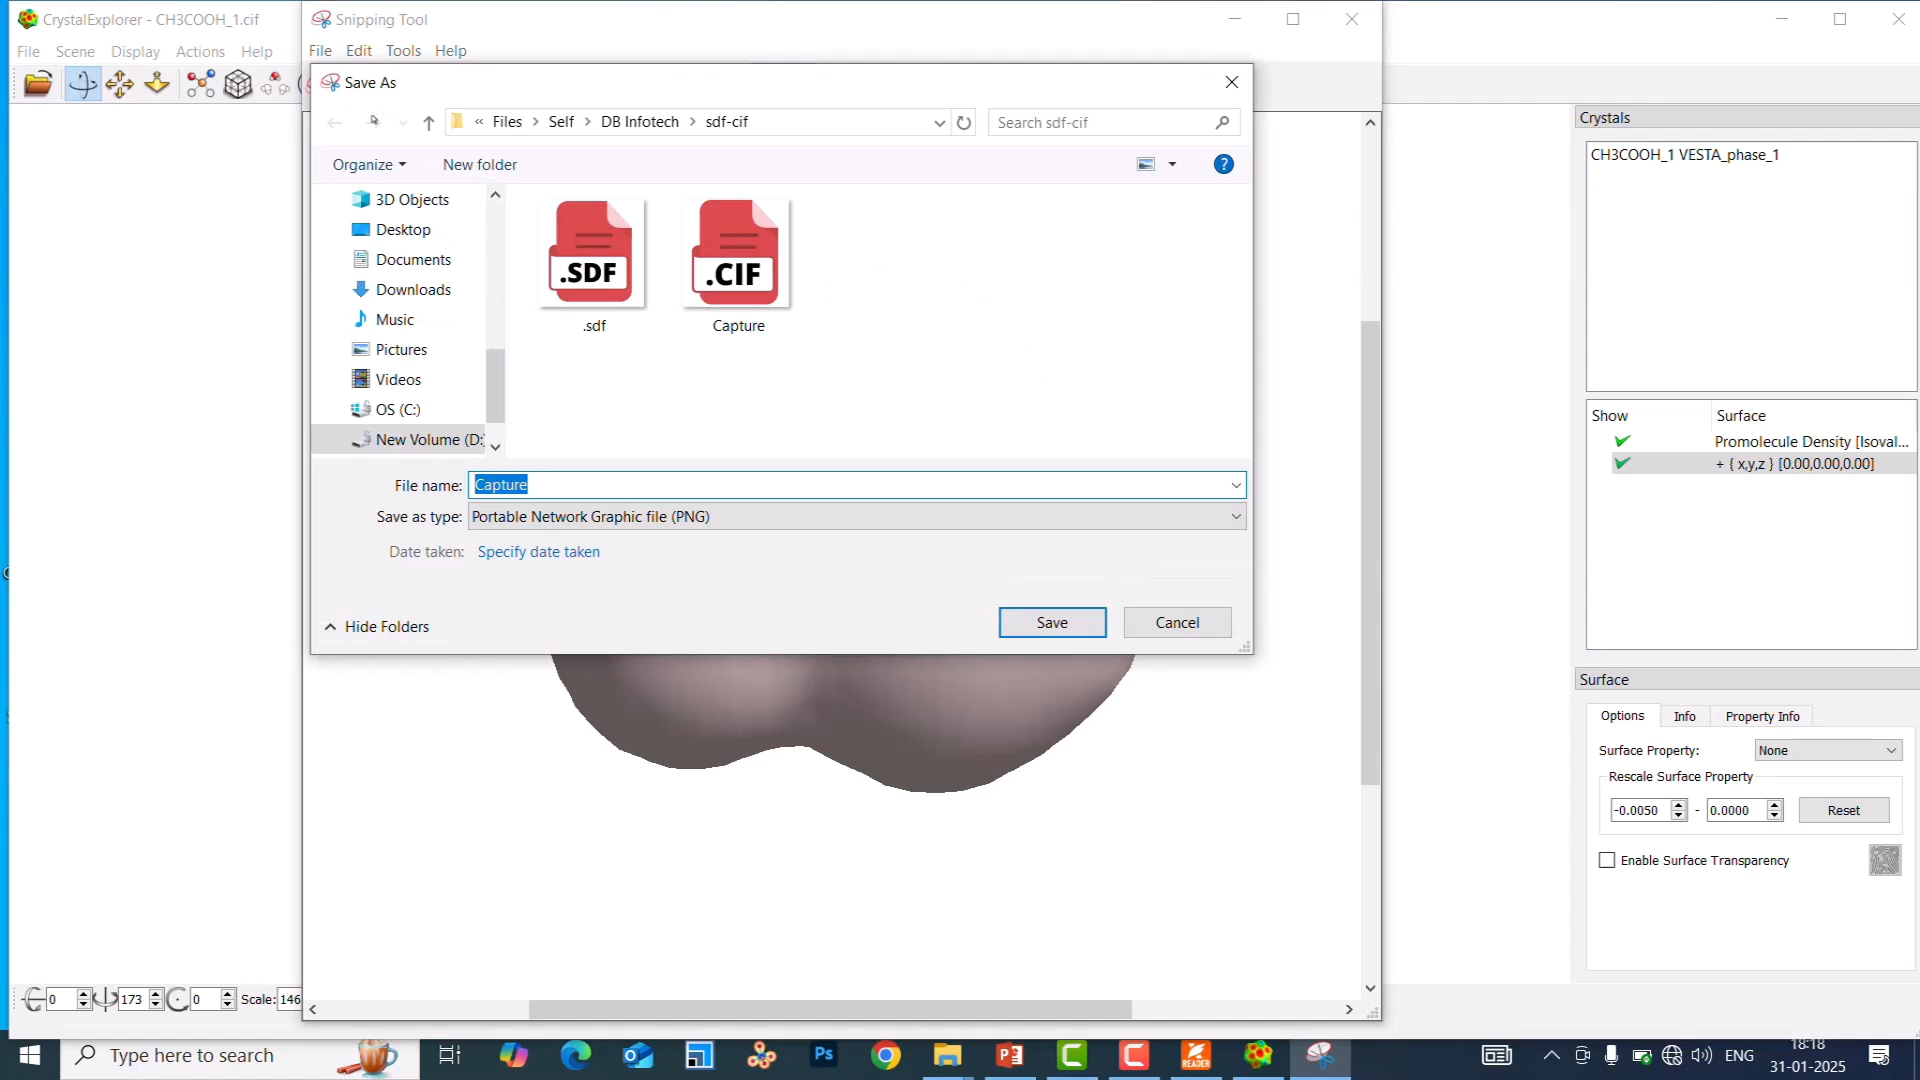 CrystalExplorer - CH3COOH_1.cif
File Scene Display Actions Help
Snipping Tool
File Edit Tools Help
Save As
« Files > Self > DB Infotech > sdf-cif
Search sdf-cif
Organize
New folder
3D Objects
Desktop
Documents
Downloads
Music
Pictures
Videos
OS (C:)
New Volume (D:
.SDF
.sdf
.CIF
Capture
File name: Capture
Save as type: Portable Network Graphic file (PNG)
Date taken: Specify date taken
Hide Folders
Save
Cancel
Crystals
CH3COOH_1 VESTA_phase_1
Show Surface
Promolecule Density [Isoval...
+ { x,y,z } [0.00,0.00,0.00]
Surface
Options Info Property Info
Surface Property: None
Rescale Surface Property
-0.0050 - 0.0000 Reset
Enable Surface Transparency
0 173 0 Scale: 146
Type here to search
Ps
READER
ENG
18:18
31-01-2025